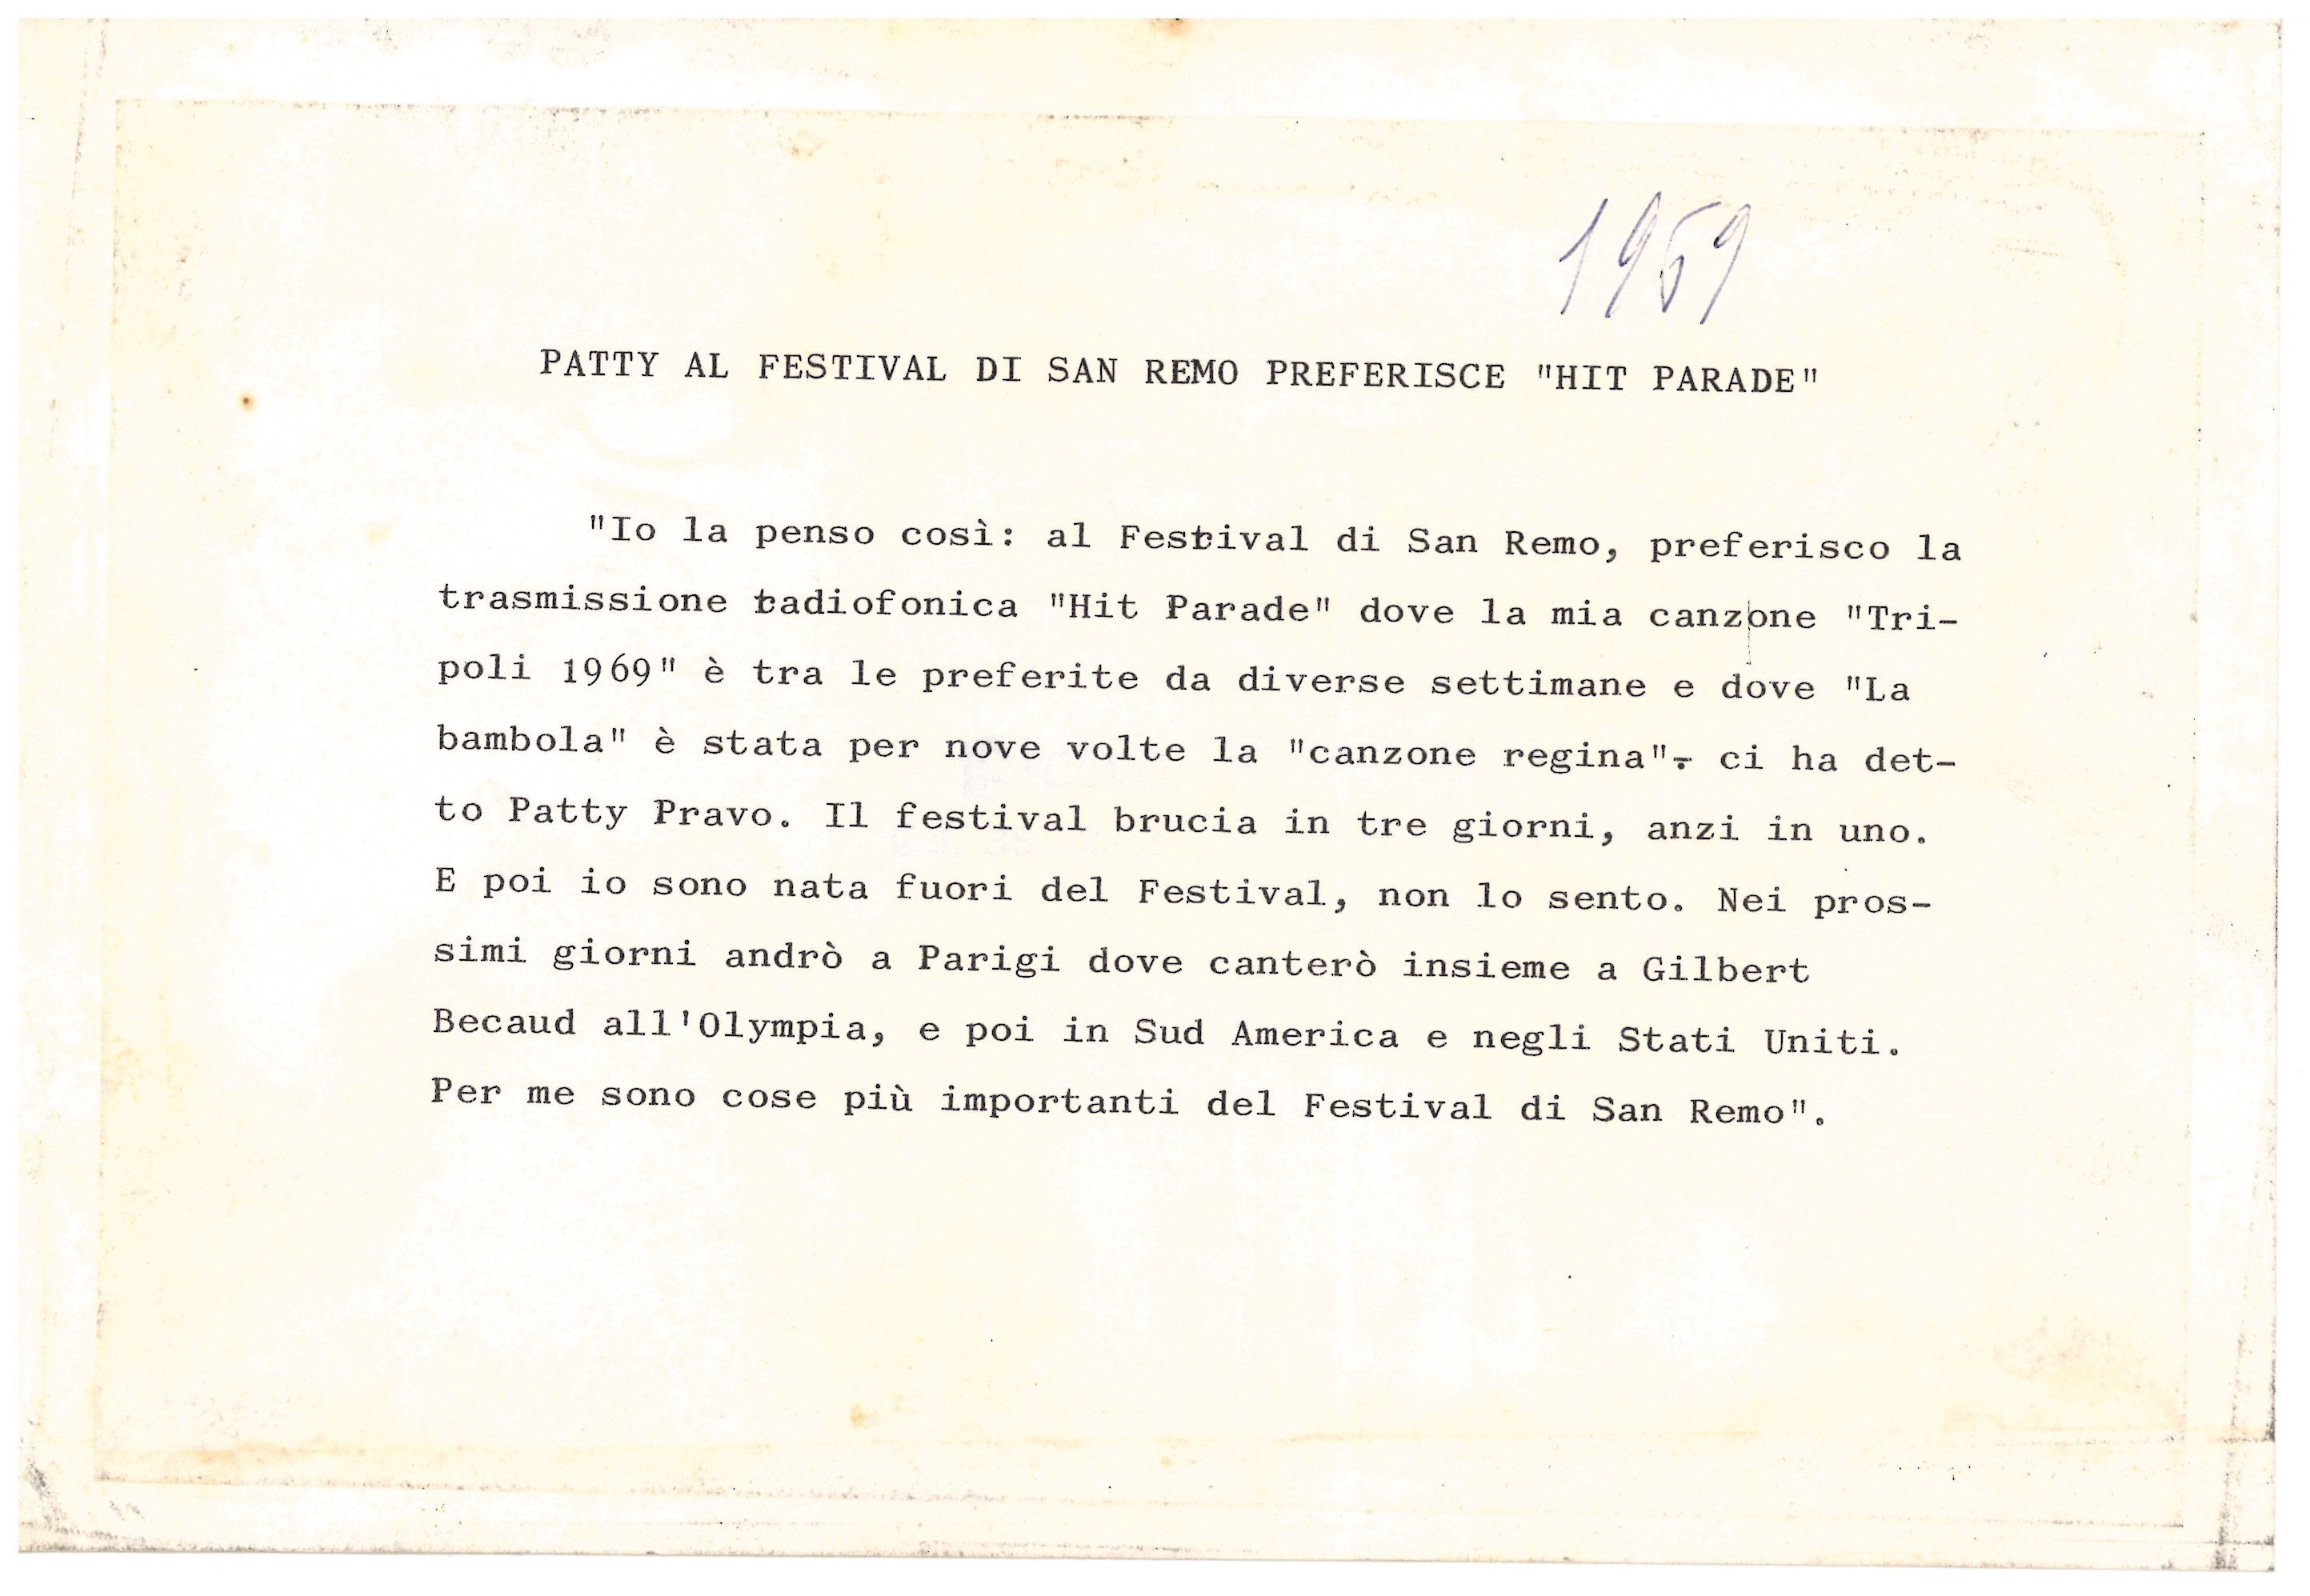 1969
PATTY AL FESTIVAL DI SAN REMO PREFERISCE "HIT PARADE"
"Io la penso così: al Festival di San Remo, preferisco la
trasmissione radiofonica "Hit Parade" dove la mia canzone "Tri-
poli 1969" è tra le preferite da diverse settimane e dove "La
bambola" è stata per nove volte la "canzone regina"- ci ha det-
to Patty Pravo. Il festival brucia in tre giorni, anzi in uno.
E poi io sono nata fuori del Festival, non lo sento. Nei pros-
simi giorni andrò a Parigi dove canterò insieme a Gilbert
Becaud all'Olympia, e poi in Sud America e negli Stati Uniti.
Per me sono cose più importanti del Festival di San Remo".